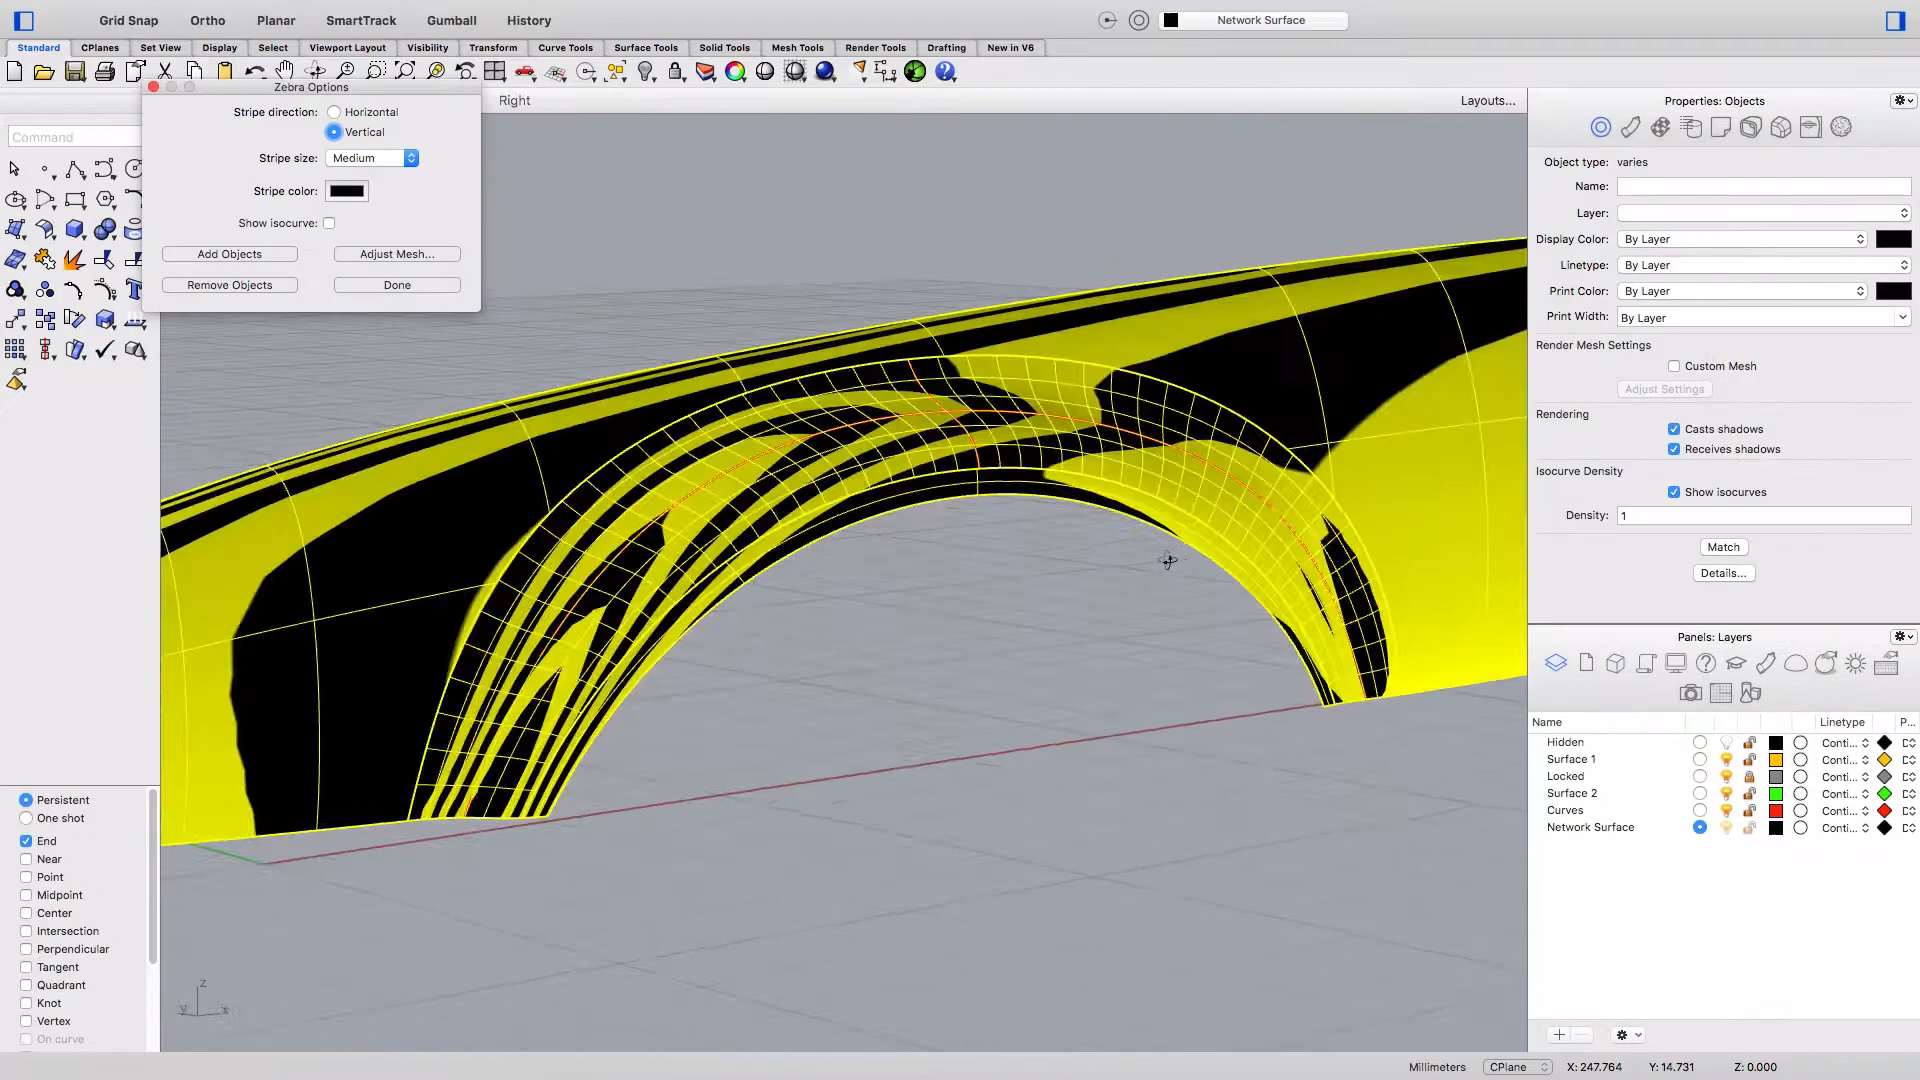 Grid Snap Ortho Planar SmartTrack Gumball History Network Surface
Standard CPlanes Set View Display Select Viewport Layout Visibility Transform Curve Tools Surface Tools Solid Tools Mesh Tools Render Tools Drafting New in V6
Zebra Options
Right
Layouts...
Command
Stripe direction: Horizontal
Vertical
Stripe size: Medium
Stripe color:
Show isocurve:
Add Objects Adjust Mesh...
Remove Objects Done
Properties: Objects
Object type: varies
Name:
Layer:
Display Color: By Layer
Linetype: By Layer
Print Color: By Layer
Print Width: By Layer
Render Mesh Settings
Custom Mesh
Adjust Settings
Rendering
Casts shadows
Receives shadows
Isocurve Density
Show isocurves
Density: 1
Match
Details...
Panels: Layers
Name Linetype P...
Hidden Conti...
Surface 1 Conti...
Locked Conti...
Surface 2 Conti...
Curves Conti...
Network Surface Conti...
Persistent
One shot
End
Near
Point
Midpoint
Center
Intersection
Perpendicular
Tangent
Quadrant
Knot
Vertex
On curve
z
y x
Millimeters CPlane X: 247.764 Y: 14.731 Z: 0.000